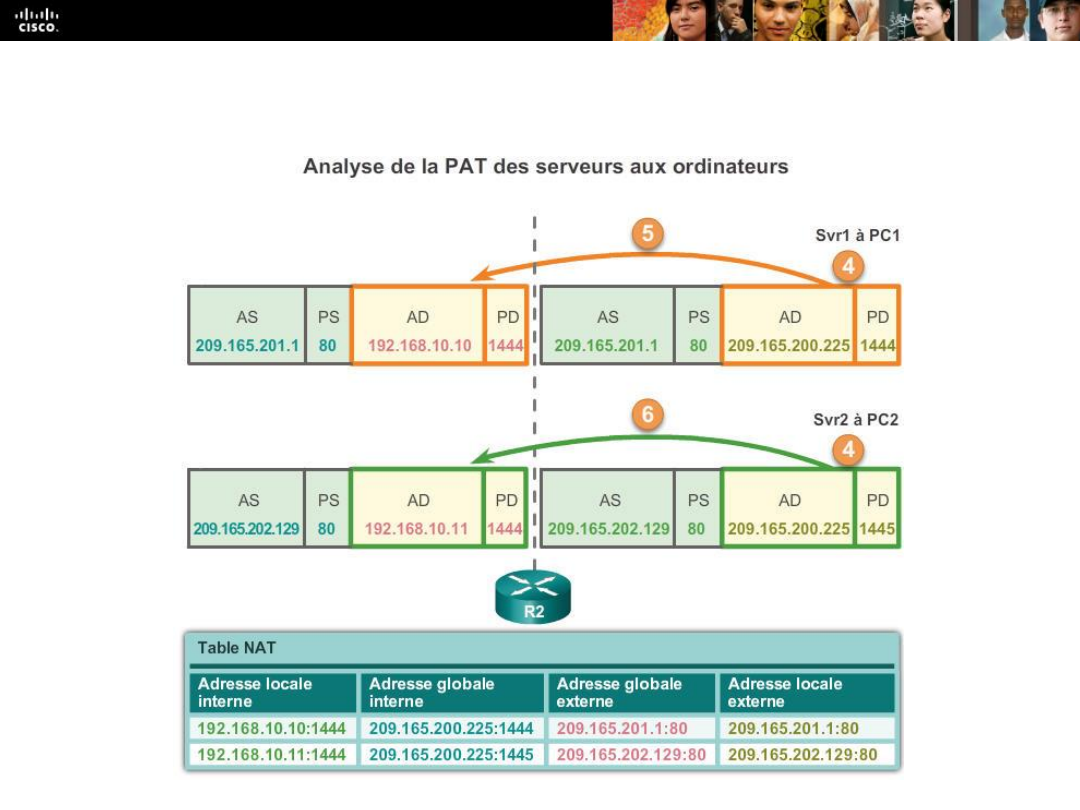 CISCO.
Analyse de la PAT des serveurs aux ordinateurs
5
Svr1 à PC1
4
AS PS AD PD AS PS AD PD
209.165.201.1 80 192.168.10.10 1444 209.165.201.1 80 209.165.200.225 1444
6
Svr2 à PC2
4
AS PS AD PD AS PS AD PD
209.165.202.129 80 192.168.10.11 1444 209.165.202.129 80 209.165.200.225 1445
R2
Table NAT
Adresse locale interne Adresse globale interne Adresse globale externe Adresse locale externe
192.168.10.10:1444 209.165.200.225:1444 209.165.201.1:80 209.165.201.1:80
192.168.10.11:1444 209.165.200.225:1445 209.165.202.129:80 209.165.202.129:80